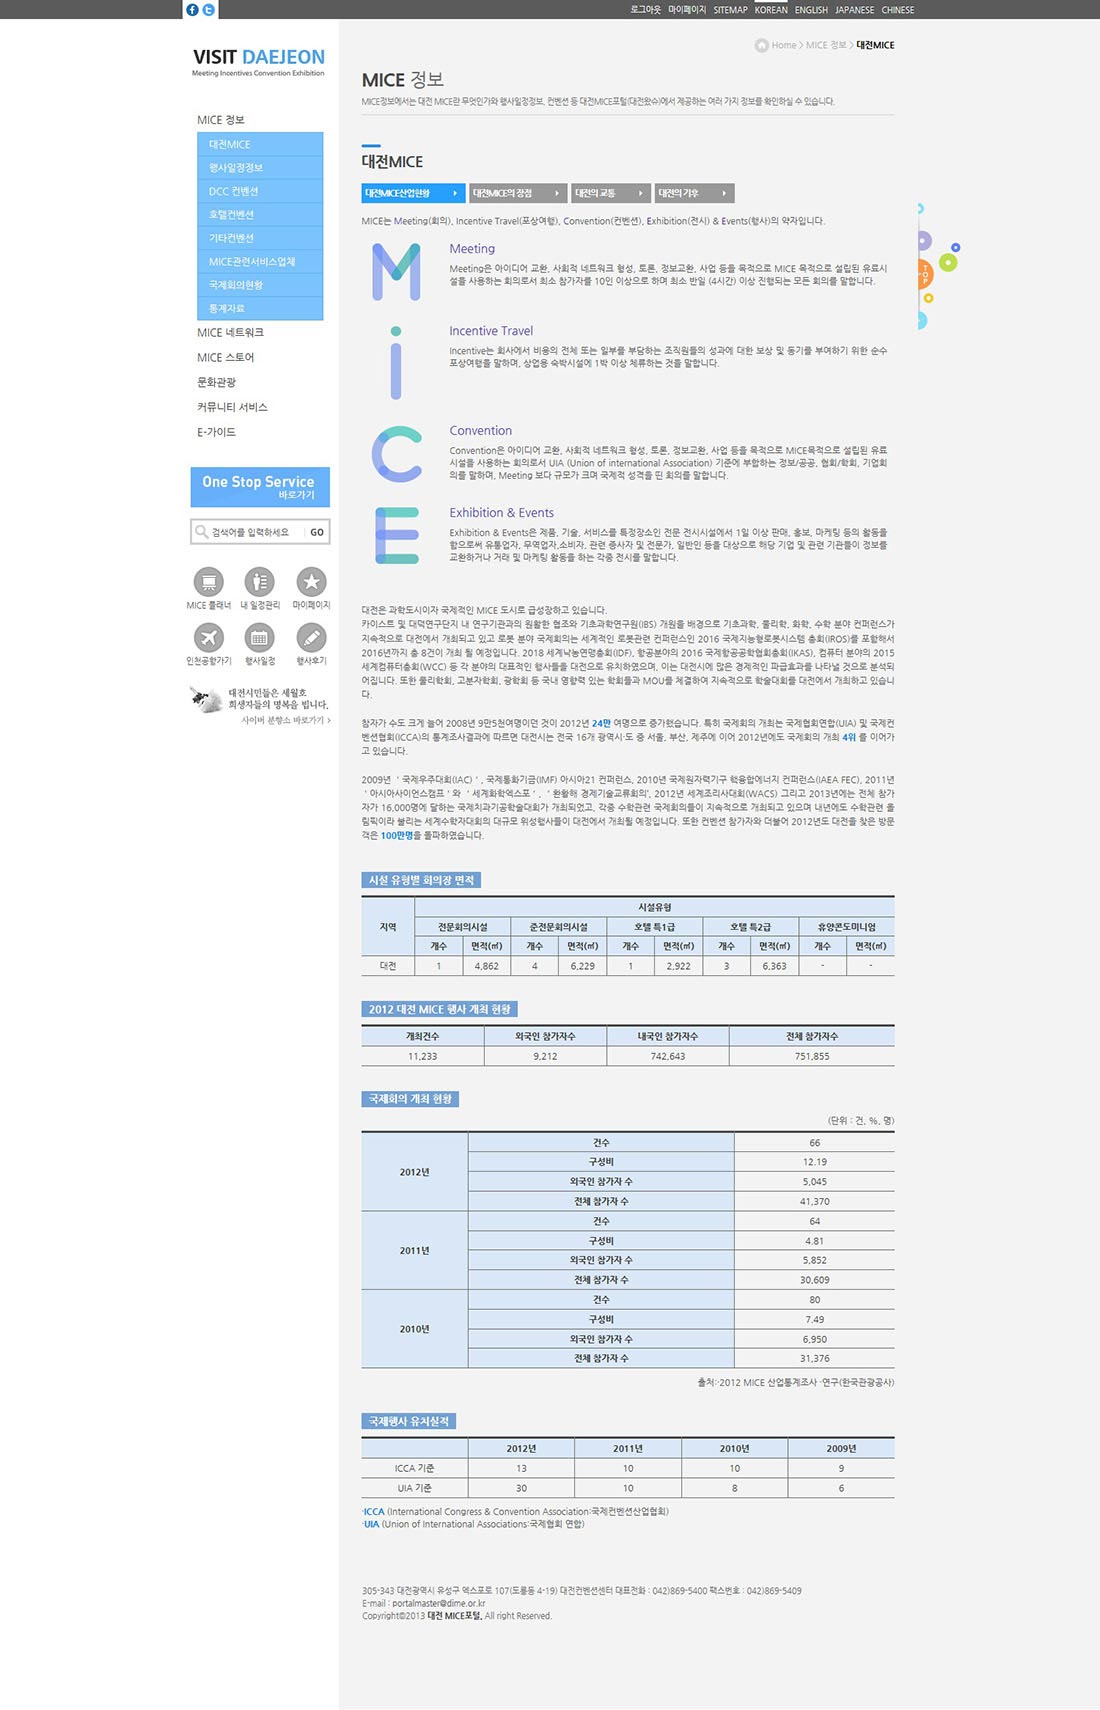 로그아웃 마이페이지 SITEMAP KOREAN ENGLISH JAPANESE CHINESE
VISIT DAEJEON
Meeting Incentives Convention Exhibition
MICE 정보
대전MICE
행사일정정보
DCC 컨벤션
호텔컨벤션
기타컨벤션
MICE관련서비스업체
국제회의현황
통계자료
MICE 네트워크
MICE 스토어
문화관광
커뮤니티 서비스
E-가이드
One Stop Service
바로가기
검색어를 입력하세요 GO
MICE 플래너 내 일정관리 마이페이지
인천공항가기 행사일정 행사후기
대전시민들은 세월호
희생자들의 명복을 빕니다.
사이버 분향소 바로가기 >
Home > MICE 정보 > 대전MICE
MICE 정보
MICE정보에서는 대전 MICE란 무엇인가와 행사일정정보, 컨벤션 등 대전MICE포털(대전왔슈)에서 제공하는 여러 가지 정보를 확인하실 수 있습니다.
대전MICE
대전MICE산업현황 대전MICE의 장점 대전의 교통 대전의 기후
MICE는 Meeting(회의), Incentive Travel(포상여행), Convention(컨벤션), Exhibition(전시) & Events(행사)의 약자입니다.
M
Meeting
Meeting은 아이디어 교환, 사회적 네트워크 형성, 토론, 정보교환, 사업 등을 목적으로 MICE 목적으로 설립된 유료시
설을 사용하는 회의로서 최소 참가자를 10인 이상으로 하며 최소 반일 (4시간) 이상 진행되는 모든 회의를 말합니다.
i
Incentive Travel
Incentive는 회사에서 비용의 전체 또는 일부를 부담하는 조직원들의 성과에 대한 보상 및 동기를 부여하기 위한 순수
포상여행을 말하며, 상업용 숙박시설에 1박 이상 체류하는 것을 말합니다.
C
Convention
Convention은 아이디어 교환, 사회적 네트워크 형성, 토론, 정보교환, 사업 등을 목적으로 MICE목적으로 설립된 유료
시설을 사용하는 회의로서 UIA (Union of international Association) 기준에 부합하는 정보/공공, 협회/학회, 기업회
의를 말하며, Meeting 보다 규모가 크며 국제적 성격을 띤 회의를 말합니다.
E
Exhibition & Events
Exhibition & Events은 제품, 기술, 서비스를 특정장소인 전문 전시시설에서 1일 이상 판매, 홍보, 마케팅 등의 활동을
함으로써 유통업자, 무역업자,소비자, 관련 종사자 및 전문가, 일반인 등을 대상으로 해당 기업 및 관련 기관들이 정보를
교환하거나 거래 및 마케팅 활동을 하는 각종 전시를 말합니다.
TOP
대전은 과학도시이자 국제적인 MICE 도시로 급성장하고 있습니다.
카이스트 및 대덕연구단지 내 연구기관과의 원활한 협조와 기초과학연구원(IBS) 개원을 배경으로 기초과학, 물리학, 화학, 수학 분야 컨퍼런스가
지속적으로 대전에서 개최되고 있고 로봇 분야 국제회의는 세계적인 로봇관련 컨퍼런스인 2016 국제지능형로봇시스템 총회(IROS)를 포함해서
2016년까지 총 8건이 개최 될 예정입니다. 2018 세계낙농연맹총회(IDF), 항공분야의 2016 국제항공공학협회총회(IKAS), 컴퓨터 분야의 2015
세계컴퓨터총회(WCC) 등 각 분야의 대표적인 행사들을 대전으로 유치하였으며, 이는 대전시에 많은 경제적인 파급효과를 나타낼 것으로 분석되
어집니다. 또한 물리학회, 고분자학회, 광학회 등 국내 영향력 있는 학회들과 MOU를 체결하여 지속적으로 학술대회를 대전에서 개최하고 있습니
다.
참자가 수도 크게 늘어 2008년 9만5천여명이던 것이 2012년 24만 여명으로 증가했습니다. 특히 국제회의 개최는 국제협회연합(UIA) 및 국제컨
벤션협회(ICCA)의 통계조사결과에 따르면 대전시는 전국 16개 광역시·도 중 서울, 부산, 제주에 이어 2012년에도 국제회의 개최 4위 를 이어가
고 있습니다.
2009년 ' 국제우주대회(IAC) ' , 국제통화기금(IMF) 아시아21 컨퍼런스, 2010년 국제원자력기구 핵융합에너지 컨퍼런스(IAEA FEC), 2011년
' 아시아사이언스캠프 ' 와 ' 세계화학엑스포 ' , ' 환황해 경제기술교류회의', 2012년 세계조리사대회(WACS) 그리고 2013년에는 전체 참가
자가 16,000명에 달하는 국제치과기공학술대회가 개최되었고, 각종 수학관련 국제회의들이 지속적으로 개최되고 있으며 내년에도 수학관련 올
림픽이라 불리는 세계수학자대회의 대규모 위성행사들이 대전에서 개최될 예정입니다. 또한 컨벤션 참가자와 더불어 2012년도 대전을 찾은 방문
객은 100만명을 돌파하였습니다.
시설 유형별 회의장 면적
지역 시설유형
전문회의시설 준전문회의시설 호텔 특1급 호텔 특2급 휴양콘도미니엄
개수 면적(㎡) 개수 면적(㎡) 개수 면적(㎡) 개수 면적(㎡) 개수 면적(㎡)
대전 1 4,862 4 6,229 1 2,922 3 6,363 - -
2012 대전 MICE 행사 개최 현황
개최건수 외국인 참가자수 내국인 참가자수 전체 참가자수
11,233 9,212 742,643 751,855
국제회의 개최 현황
(단위 : 건, %, 명)
2012년 건수 66
구성비 12.19
외국인 참가자 수 5,045
전체 참가자 수 41,370
2011년 건수 64
구성비 4.81
외국인 참가자 수 5,852
전체 참가자 수 30,609
2010년 건수 80
구성비 7.49
외국인 참가자 수 6,950
전체 참가자 수 31,376
출처:·2012 MICE 산업통계조사 ·연구(한국관광공사)
국제행사 유치실적
2012년 2011년 2010년 2009년
ICCA 기준 13 10 10 9
UIA 기준 30 10 8 6
·ICCA (International Congress & Convention Association:국제컨벤션산업협회)
·UIA (Union of International Associations:국제협회 연합)
305-343 대전광역시 유성구 엑스포로 107(도룡동 4-19) 대전컨벤션센터 대표전화 : 042)869-5400 팩스번호 : 042)869-5409
E-mail : portalmaster@dime.or.kr
Copyright©2013 대전 MICE포털. All right Reserved.